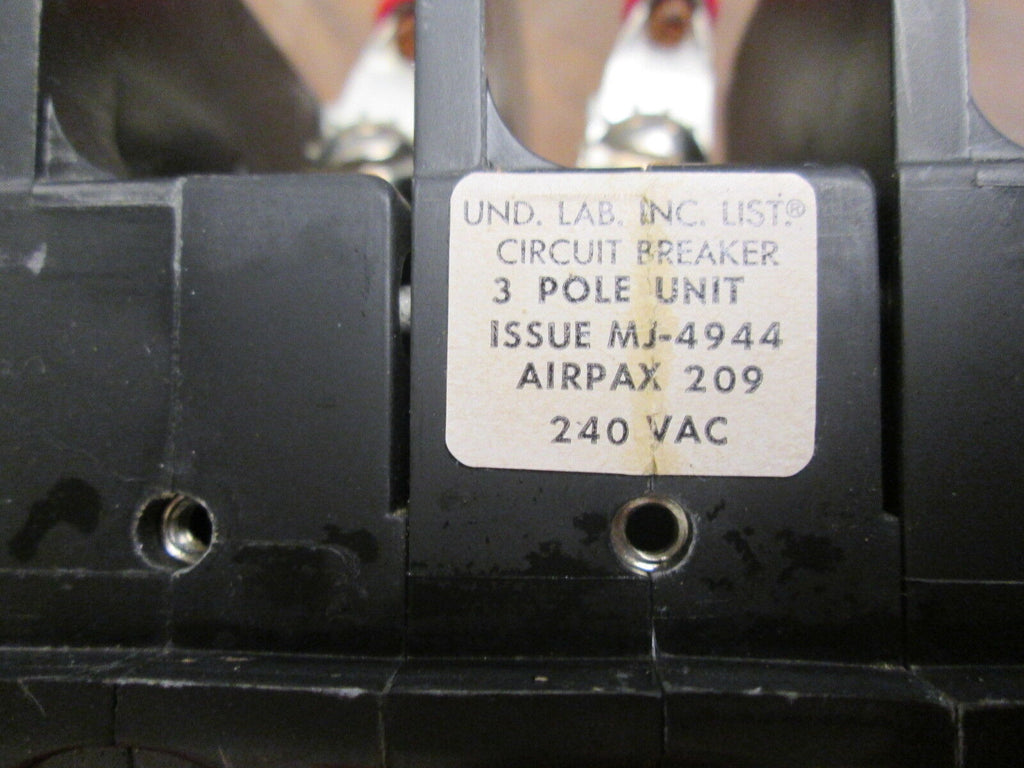 UND. LAB. INC. LIST.®
CIRCUIT BREAKER
3 POLE UNIT
ISSUE MJ-4944
AIRPAX 209
240 VAC